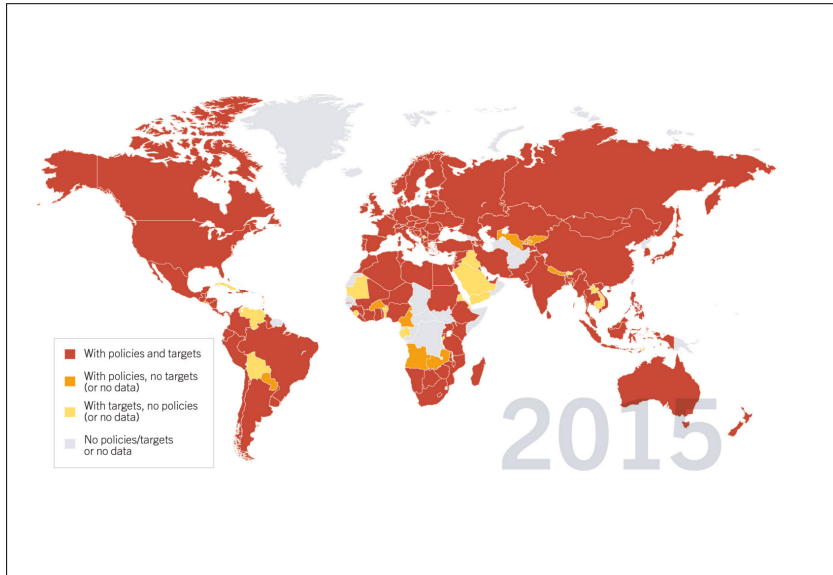 With policies and targets
With policies, no targets
(or no data)
With targets, no policies
(or no data)
No policies/targets
or no data
2015